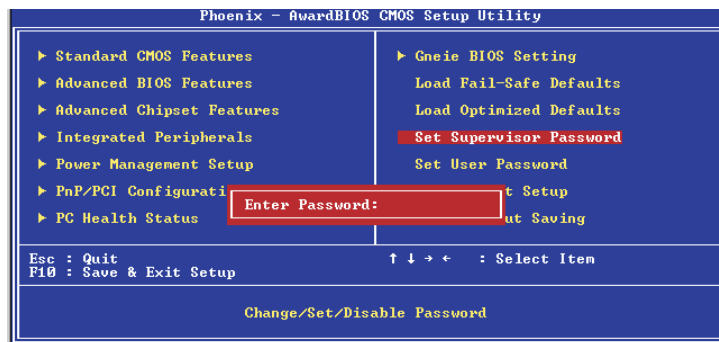 Phoenix - AwardBIOS CMOS Setup Utility
▶ Standard CMOS Features
▶ Advanced BIOS Features
▶ Advanced Chipset Features
▶ Integrated Peripherals
▶ Power Management Setup
▶ PnP/PCI Configurati
▶ PC Health Status
▶ Gneie BIOS Setting
Load Fail-Safe Defaults
Load Optimized Defaults
Set Supervisor Password
Set User Password
t Setup
ut Saving
Enter Password:
Esc : Quit
F10 : Save & Exit Setup
↑ ↓ → ← : Select Item
Change/Set/Disable Password